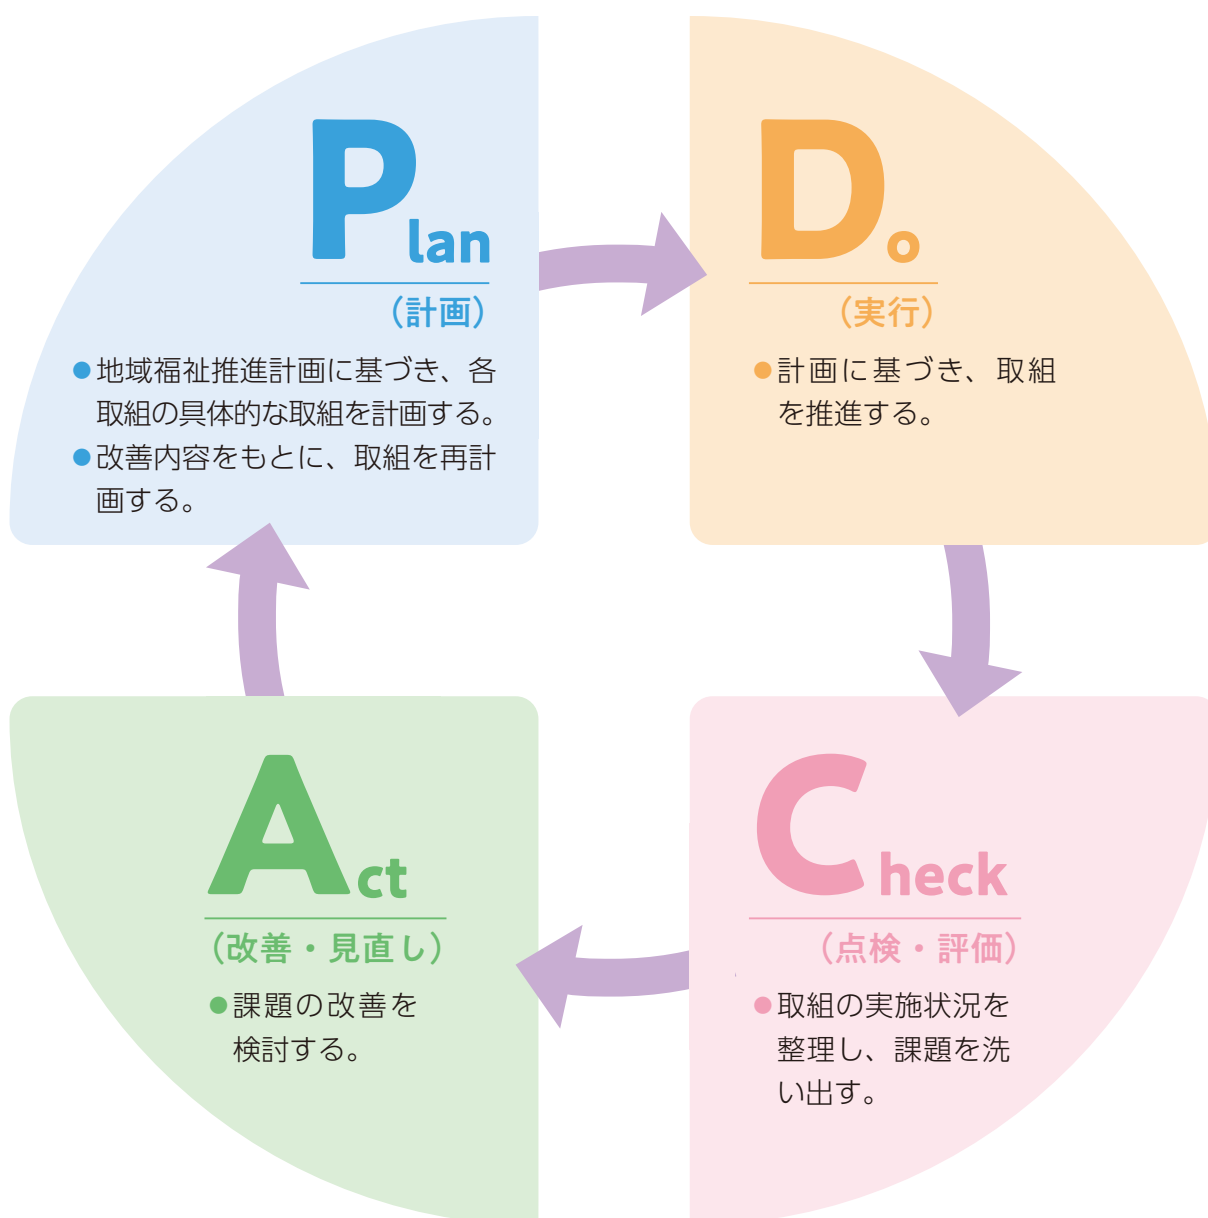 Plan
（計画）
●地域福祉推進計画に基づき、各
取組の具体的な取組を計画する。
●改善内容をもとに、取組を再計
画する。
Do
（実行）
●計画に基づき、取組
を推進する。
Check
（点検・評価）
●取組の実施状況を
整理し、課題を洗
い出す。
Act
（改善・見直し）
●課題の改善を
検討する。